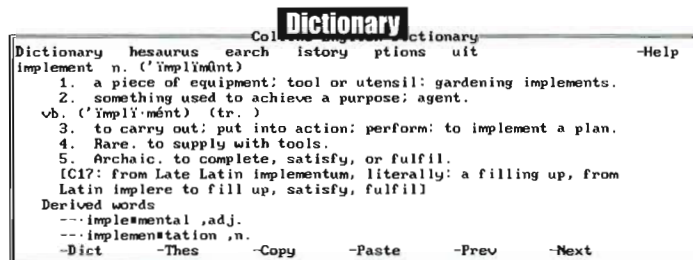 Dictionary
Collins English Dictionary
Dictionary hesaurus earch istory ptions uit -Help
implement n. ('ïmplïmûnt)
1. a piece of equipment; tool or utensil: gardening implements.
2. something used to achieve a purpose; agent.
vb. ('ïmplï·mént) (tr. )
3. to carry out; put into action; perform: to implement a plan.
4. Rare. to supply with tools.
5. Archaic. to complete, satisfy, or fulfil.
[C17: from Late Latin implementum, literally: a filling up, from
Latin implere to fill up, satisfy, fulfil]
Derived words
--·imple■mental ,adj.
--·implemen■tation ,n.
-Dict -Thes -Copy -Paste -Prev -Next